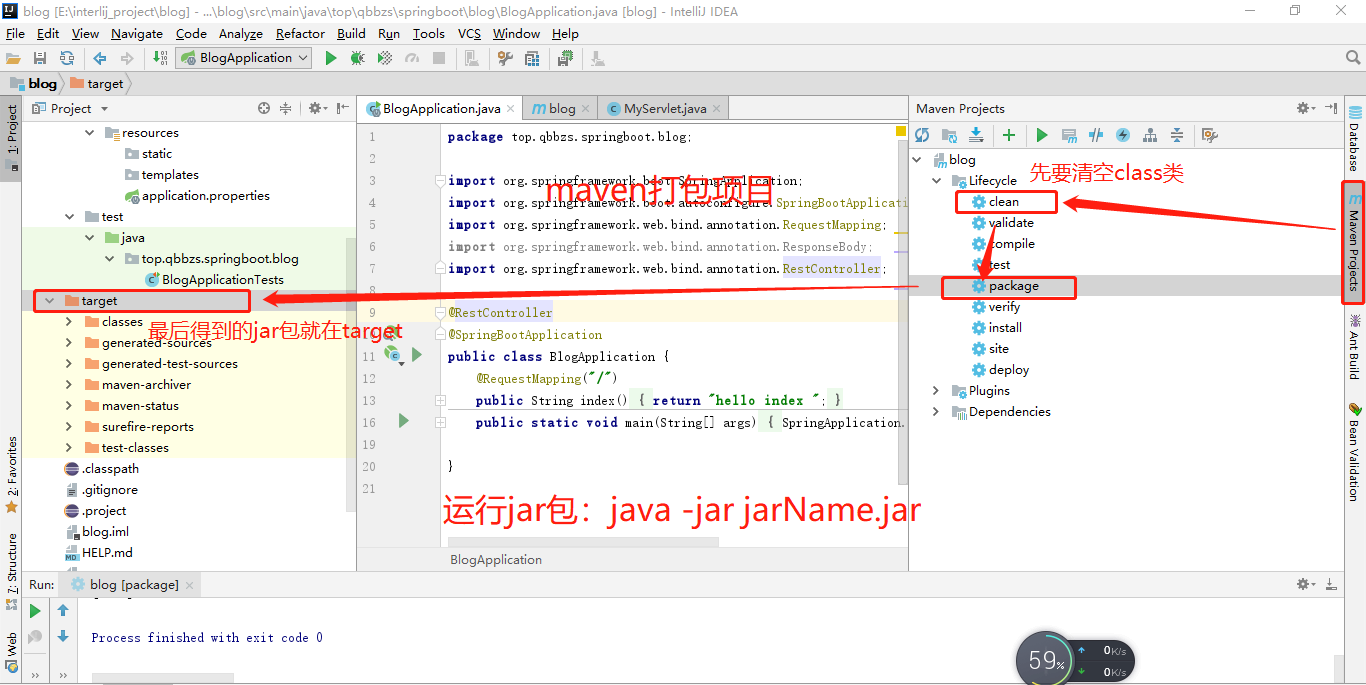 blog [E:\interlij_project\blog] - ...\blog\src\main\java\top\qbbzs\springboot\blog\BlogApplication.java [blog] - IntelliJ IDEA
File Edit View Navigate Code Analyze Refactor Build Run Tools VCS Window Help
BlogApplication
blog target
Project
1: Project
resources
static
templates
application.properties
test
java
top.qbbzs.springboot.blog
BlogApplicationTests
target
classes
最后得到的jar包就在target
generated-sources
generated-test-sources
maven-archiver
maven-status
surefire-reports
test-classes
.classpath
.gitignore
.project
blog.iml
HELP.md
2: Favorites
7: Structure
Web
BlogApplication.java blog MyServlet.java
1 package top.qbbzs.springboot.blog;
2
3 import org.springframework.boot.SpringApplication;
maven打包项目
4 import org.springframework.boot.autoconfigure.SpringBootApplicati
5 import org.springframework.web.bind.annotation.RequestMapping;
6 import org.springframework.web.bind.annotation.ResponseBody;
7 import org.springframework.web.bind.annotation.RestController;
8
9 @RestController
@SpringBootApplication
11 public class BlogApplication {
12 @RequestMapping("/")
13 public String index() { return "hello index "; }
16 public static void main(String[] args) { SpringApplication.
19
20 }
21
运行jar包：java -jar jarName.jar
BlogApplication
Maven Projects
blog
Lifecycle
先要清空class类
clean
validate
compile
test
package
verify
install
site
deploy
Plugins
Dependencies
Database
Maven Projects
Ant Build
Bean Validation
Run: blog [package]
Process finished with exit code 0
59%
0K/s
0K/s